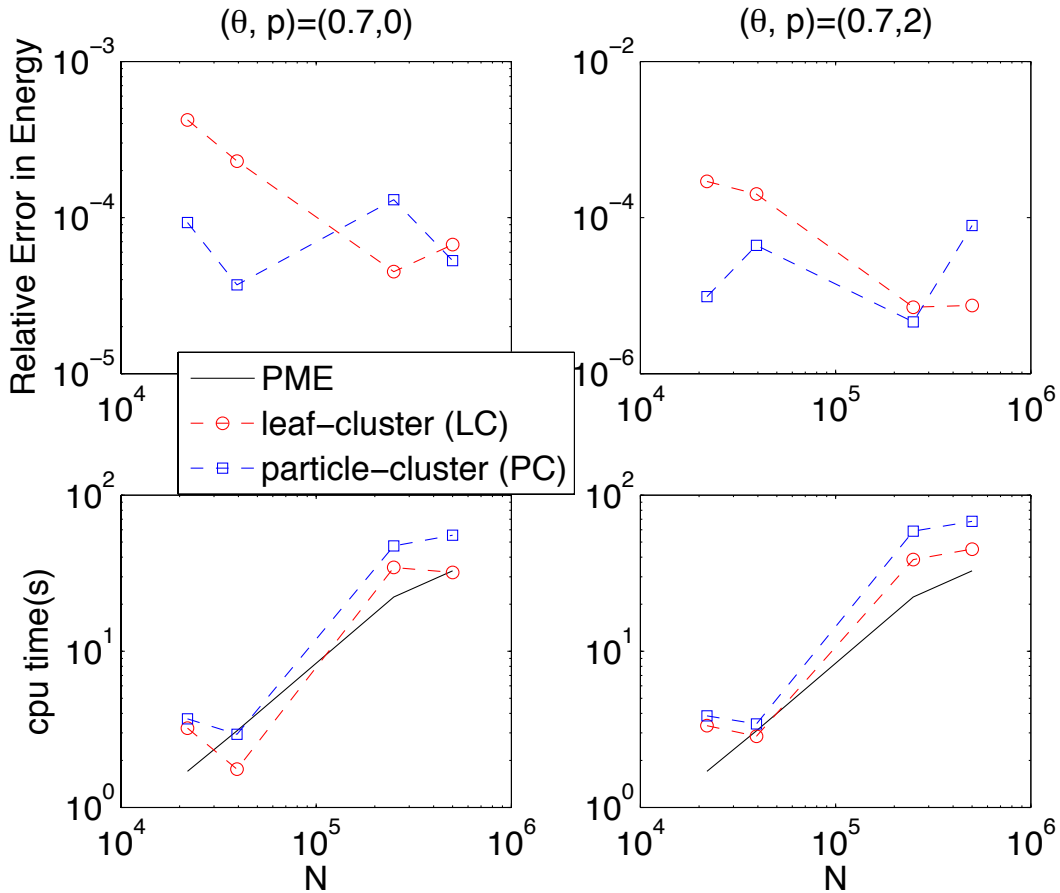 (θ, p)=(0.7,0)
(θ, p)=(0.7,2)
Relative Error in Energy
10^-3
10^-4
10^-5
10^4
10^6
10^-2
10^-4
10^-6
10^4
10^5
10^6
PME
leaf-cluster (LC)
particle-cluster (PC)
cpu time(s)
10^2
10^1
10^0
10^4
10^5
10^6
N
10^2
10^1
10^0
10^4
10^5
10^6
N